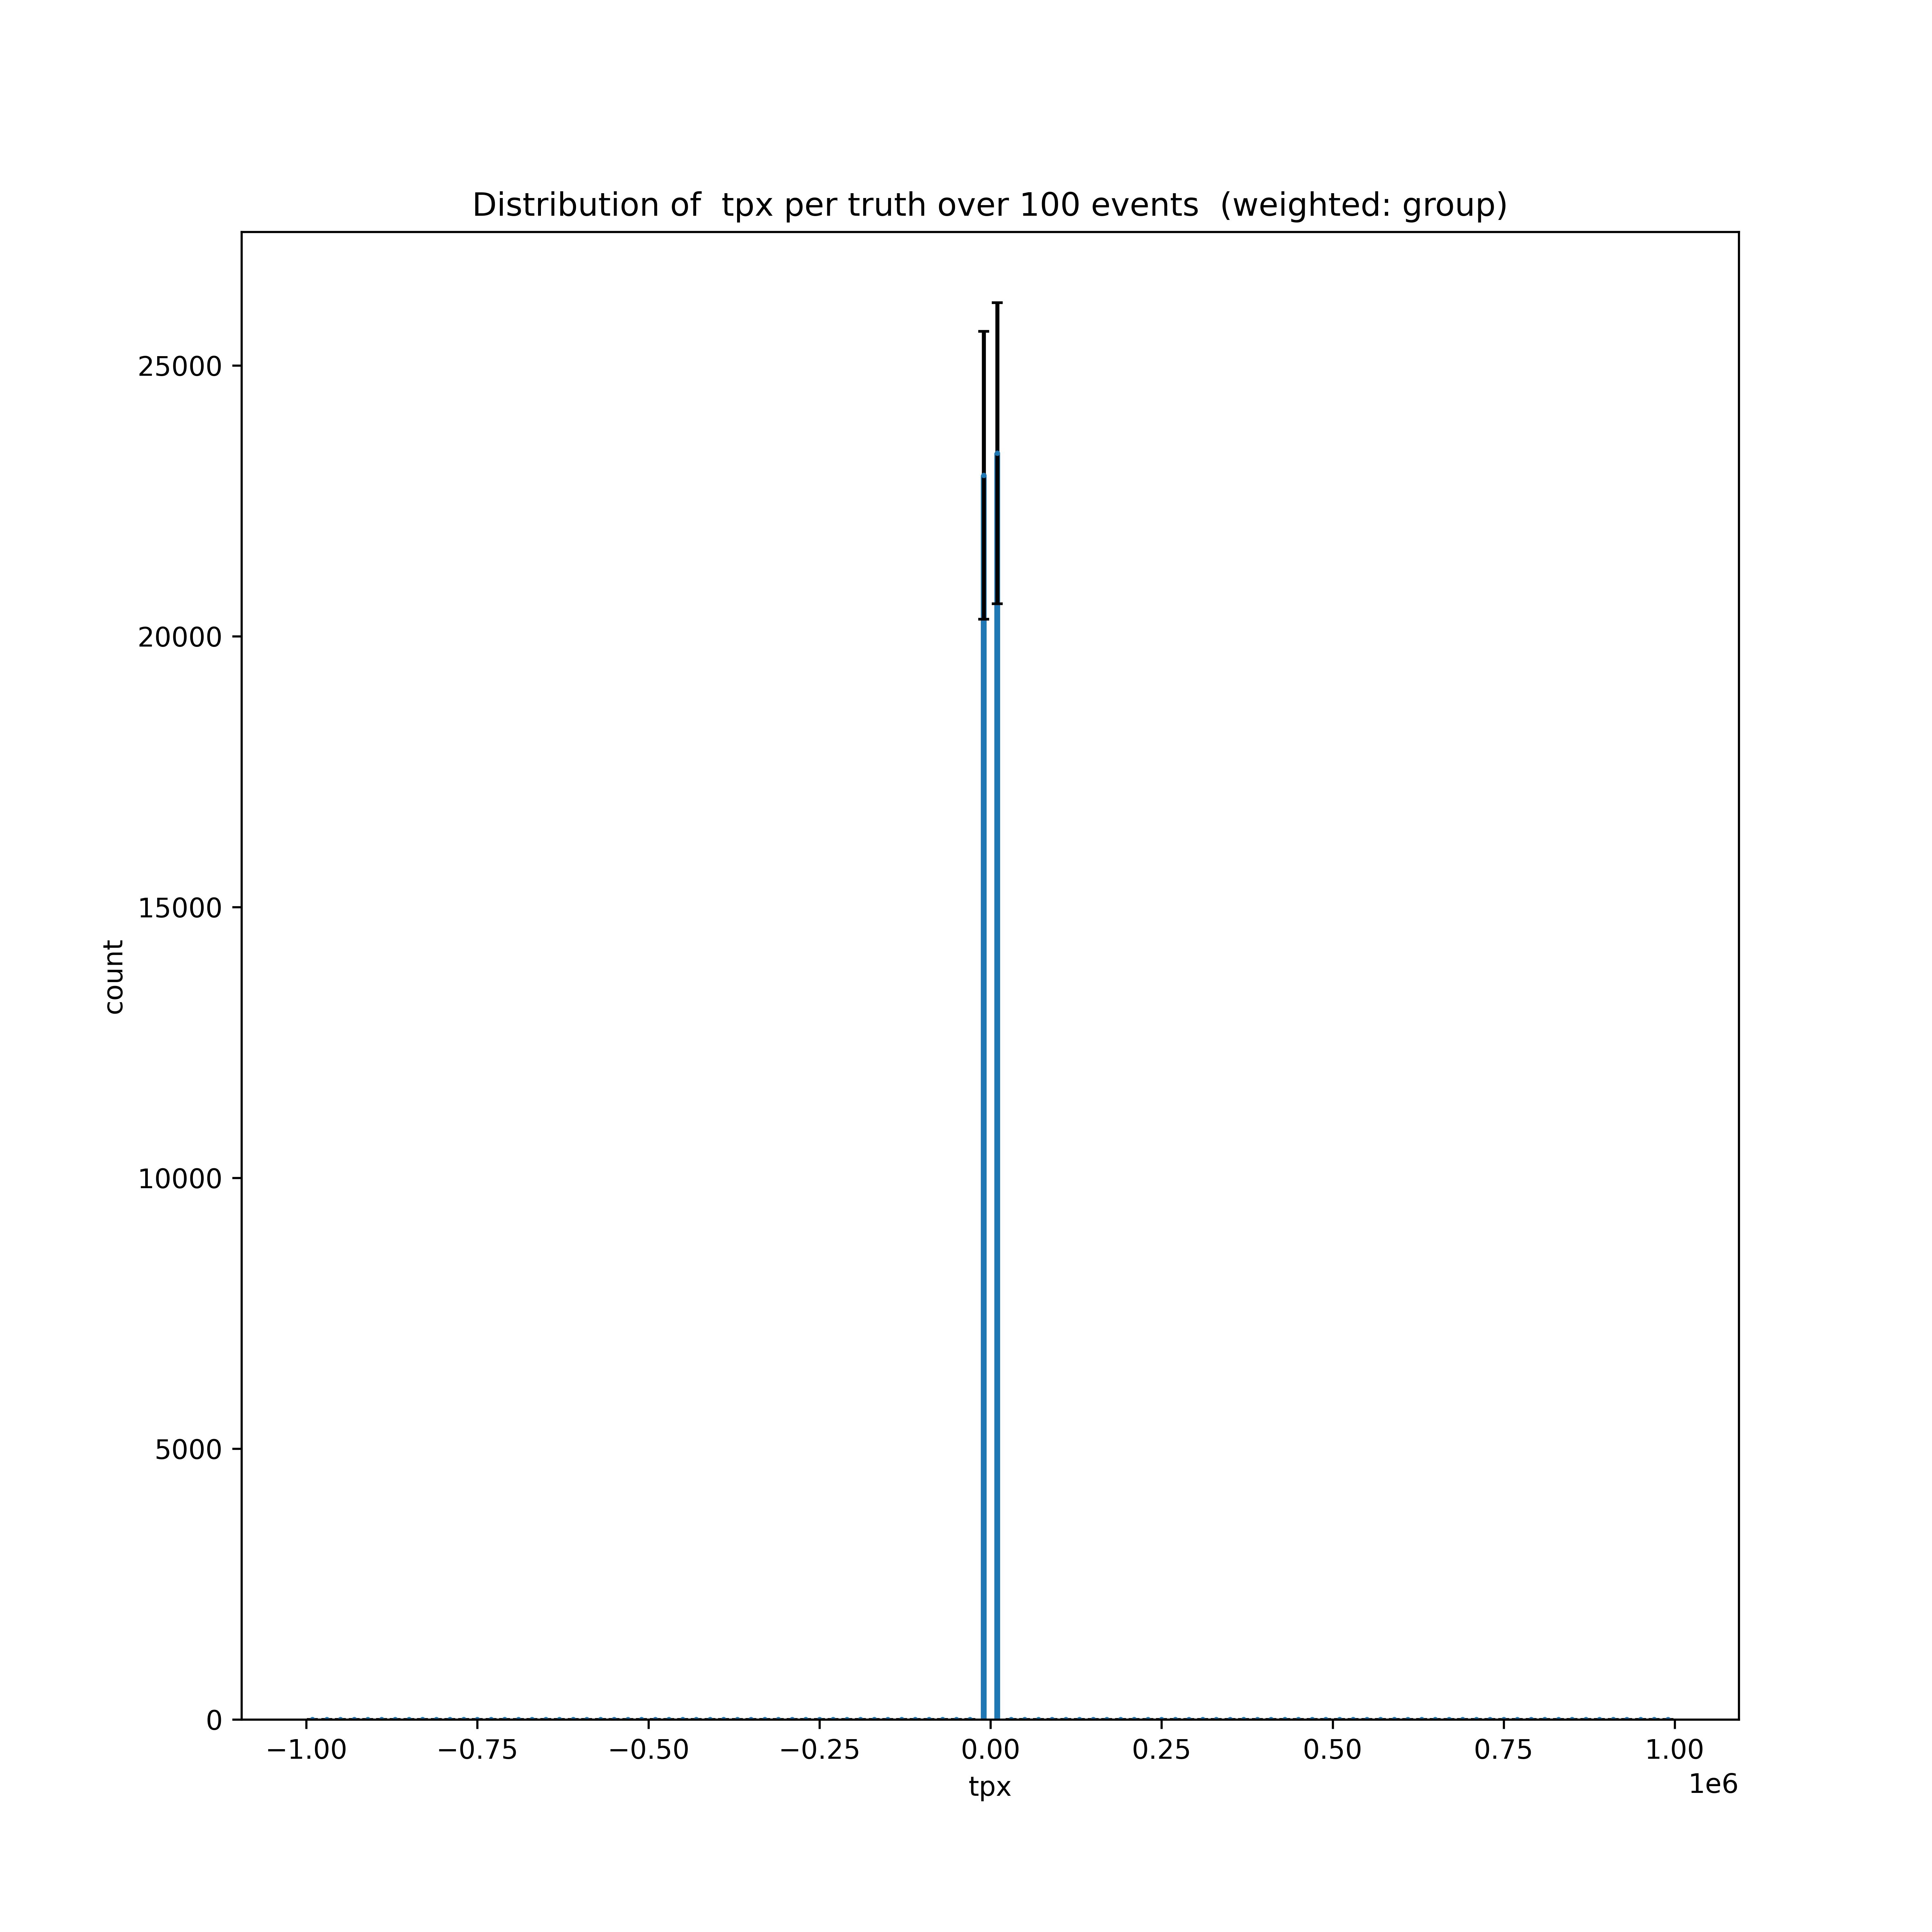 Distribution of  tpx per truth over 100 events  (weighted: group)
25000
20000
15000
10000
5000
0
count
−1.00 −0.75 −0.50 −0.25 0.00 0.25 0.50 0.75 1.00
tpx
1e6